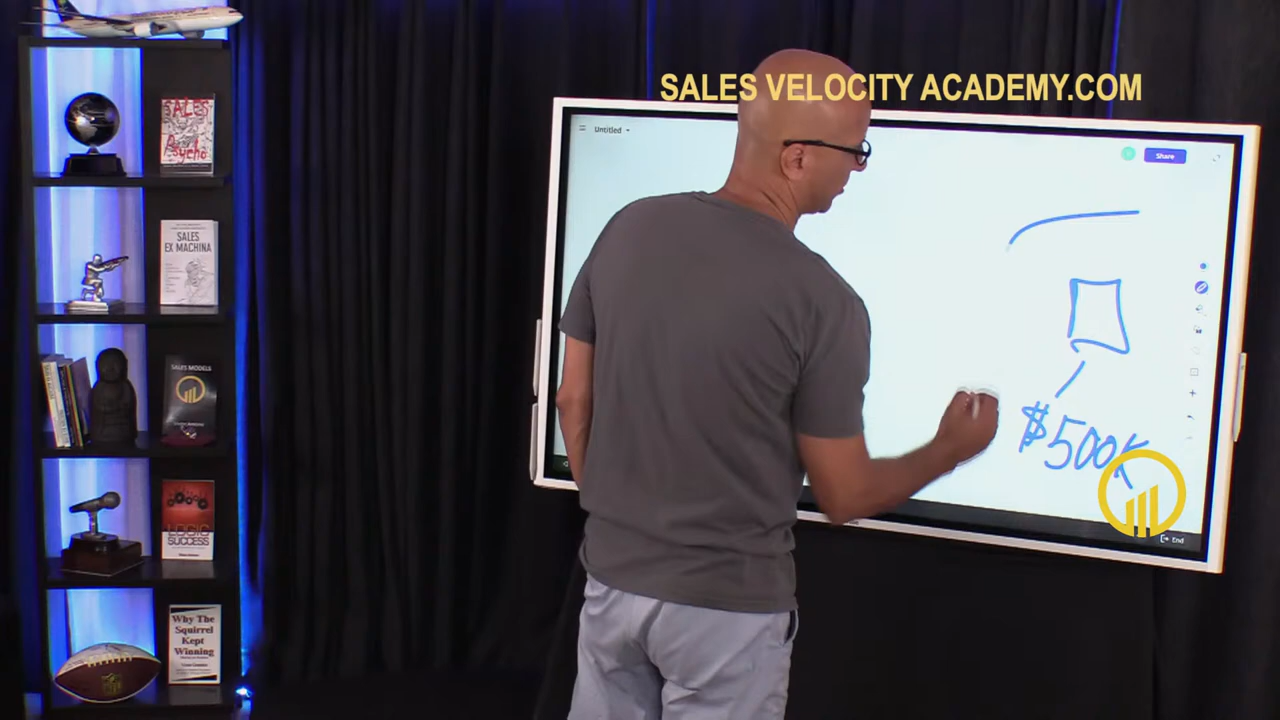 SALES VELOCITY ACADEMY.COM
Untitled
Share
SALES
Psycho
SALES
EX MACHINA
$500K
SALES MODELS
LOGIC
SUCCESS
End
Why The
Squirrel
Kept
Winning